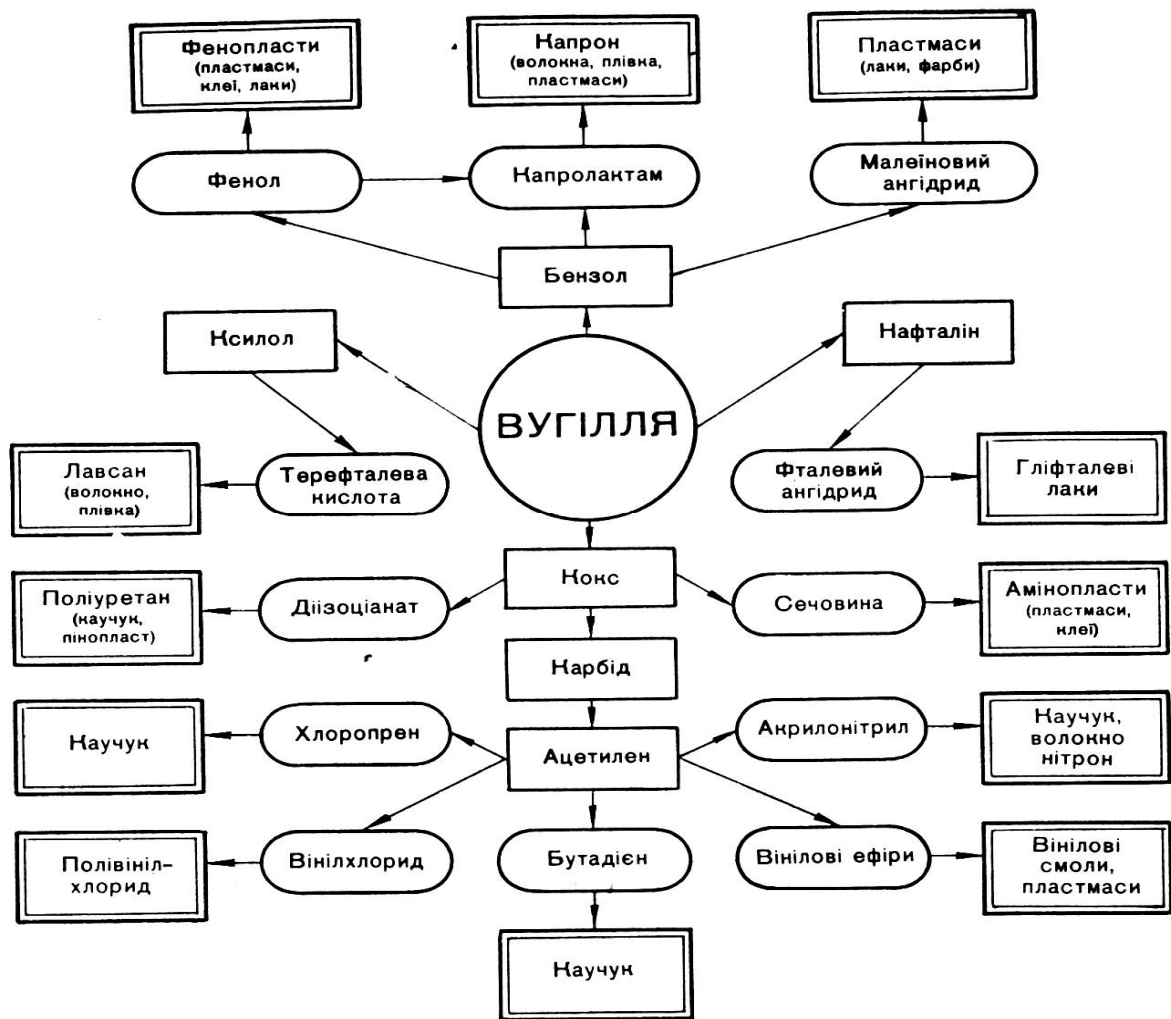 Фенопласти
(пластмаси,
клеї, лаки)
Капрон
(волокна, плівка,
пластмаси)
Пластмаси
(лаки, фарби)
Фенол
Капролактам
Малеїновий
ангідрид
Бензол
Ксилол
Нафталін
ВУГІЛЛЯ
Лавсан
(волокно,
плівка)
Терефталева
кислота
Фталевий
ангідрид
Гліфталеві
лаки
Кокс
Поліуретан
(каучук,
пінопласт)
Діізоціанат
Сечовина
Амінопласти
(пластмаси,
клеї)
Карбід
Каучук
Хлоропрен
Ацетилен
Акрилонітрил
Каучук,
волокно
нітрон
Полівініл-
хлорид
Вінілхлорид
Бутадієн
Вінілові ефіри
Вінілові
смоли,
пластмаси
Каучук